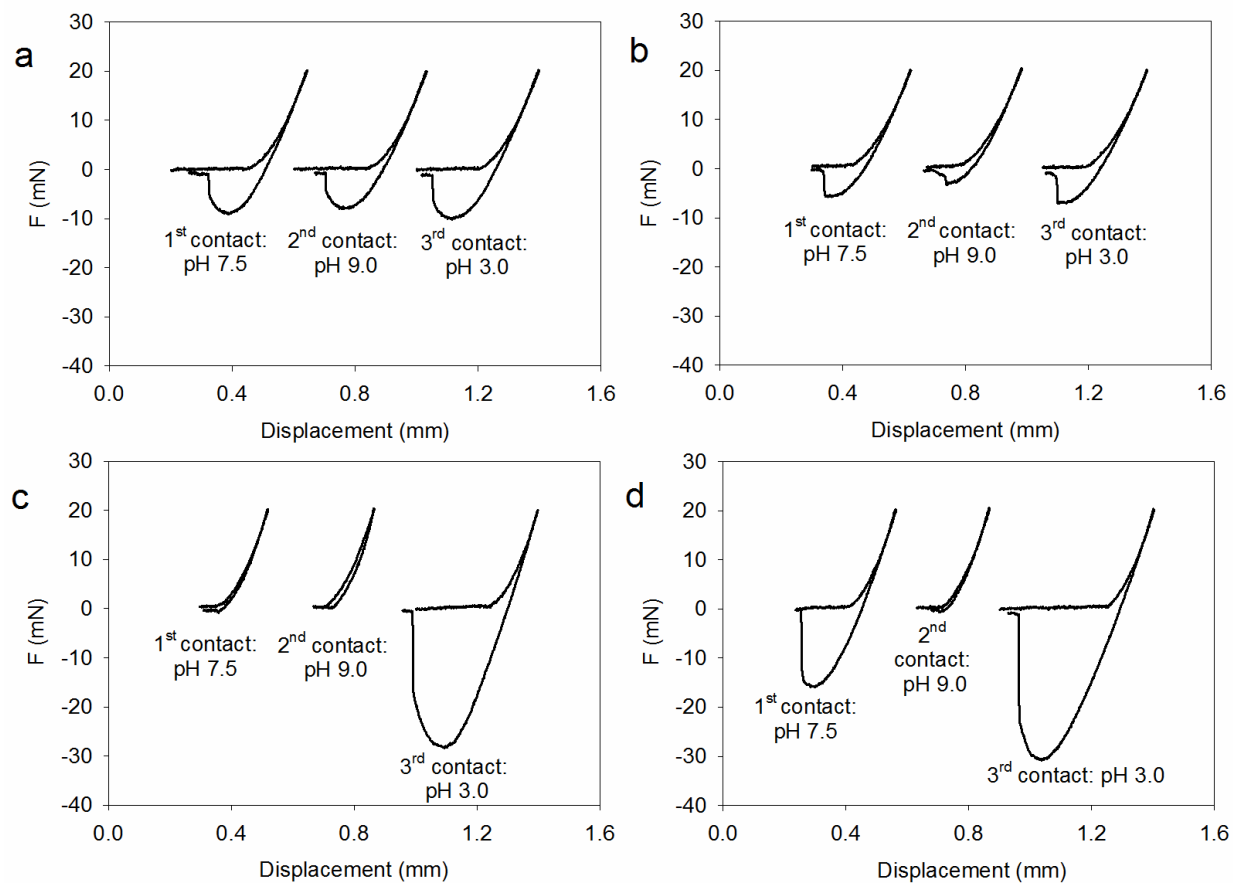 a
30
20
10
0
-10
-20
-30
-40
F (mN)
1st contact:
pH 7.5
2nd contact:
pH 9.0
3rd contact:
pH 3.0
0.0 0.4 0.8 1.2 1.6
Displacement (mm)
b
30
20
10
0
-10
-20
-30
-40
F (mN)
1st contact:
pH 7.5
2nd contact:
pH 9.0
3rd contact:
pH 3.0
0.0 0.4 0.8 1.2 1.6
Displacement (mm)
c
30
20
10
0
-10
-20
-30
-40
F (mN)
1st contact:
pH 7.5
2nd contact:
pH 9.0
3rd contact:
pH 3.0
0.0 0.4 0.8 1.2 1.6
Displacement (mm)
d
30
20
10
0
-10
-20
-30
-40
F (mN)
1st contact:
pH 7.5
2nd
contact:
pH 9.0
3rd contact: pH 3.0
0.0 0.4 0.8 1.2 1.6
Displacement (mm)